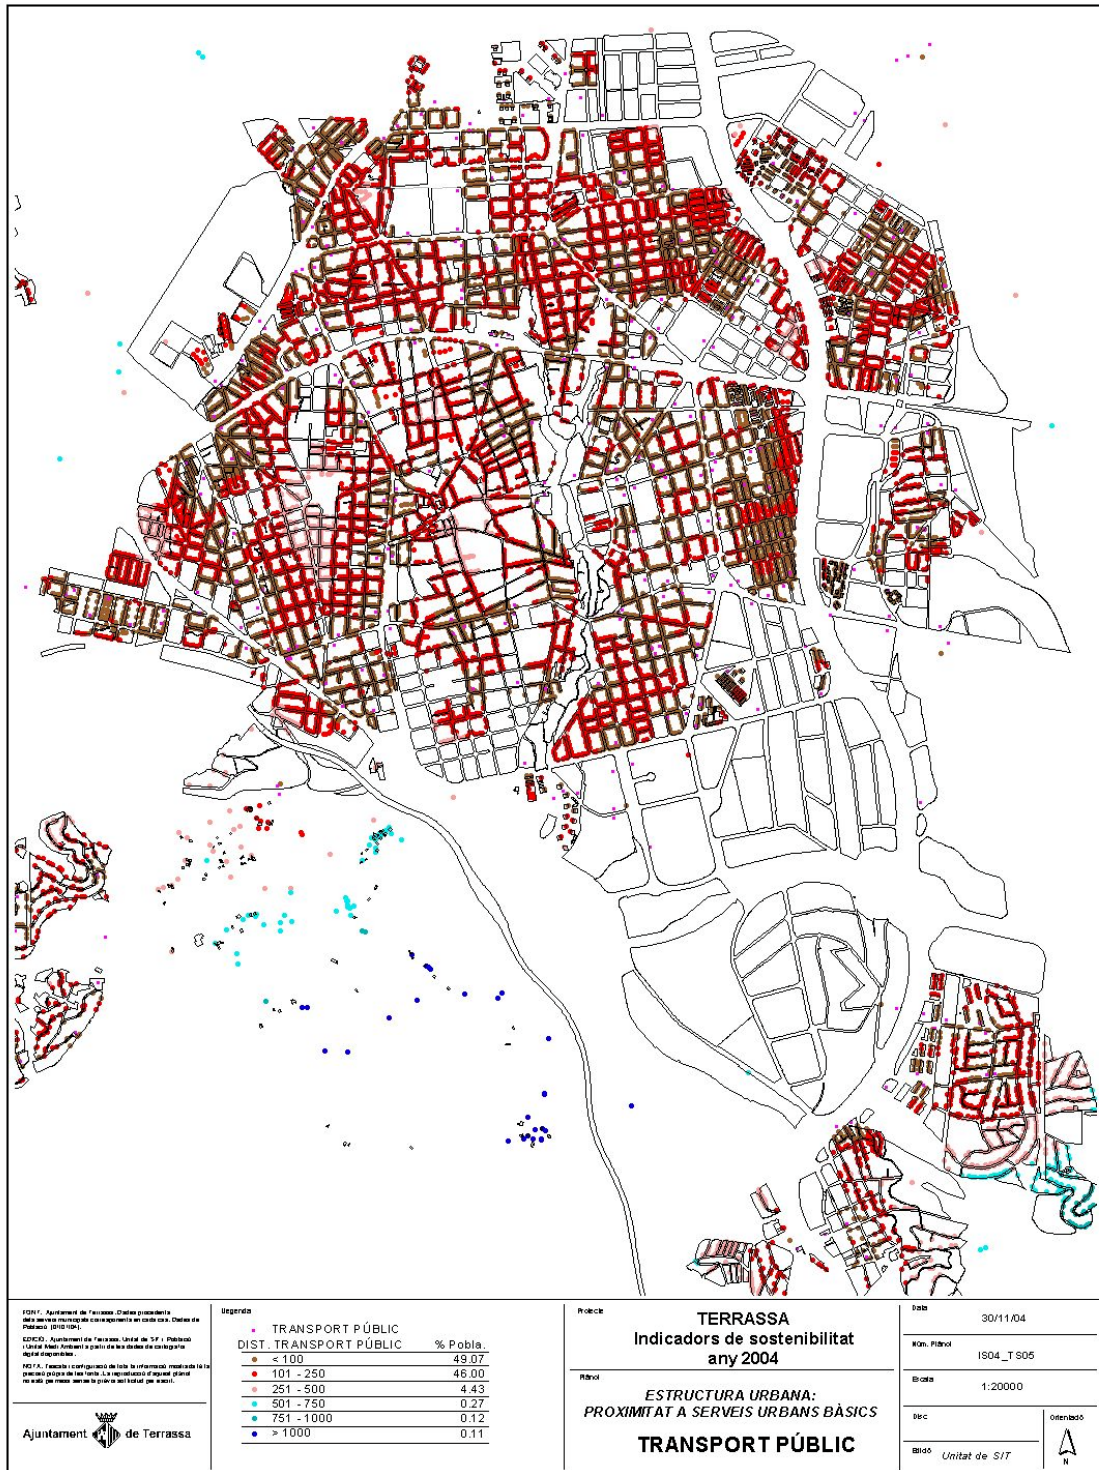 Llegenda
TRANSPORT PÚBLIC
DIST. TRANSPORT PÚBLIC % Pobla.
< 100 49.07
101 - 250 46.00
251 - 500 4.43
501 - 750 0.27
751 - 1000 0.12
> 1000 0.11
Ajuntament de Terrassa
Projecte
TERRASSA
Indicadors de sostenibilitat
any 2004
Plànol
ESTRUCTURA URBANA:
PROXIMITAT A SERVEIS URBANS BÀSICS
TRANSPORT PÚBLIC
Data
30/11/04
Núm. Plànol
IS04_TS05
Escala
1:20000
Disc
Edició Unitat de SIT
Orientació
N